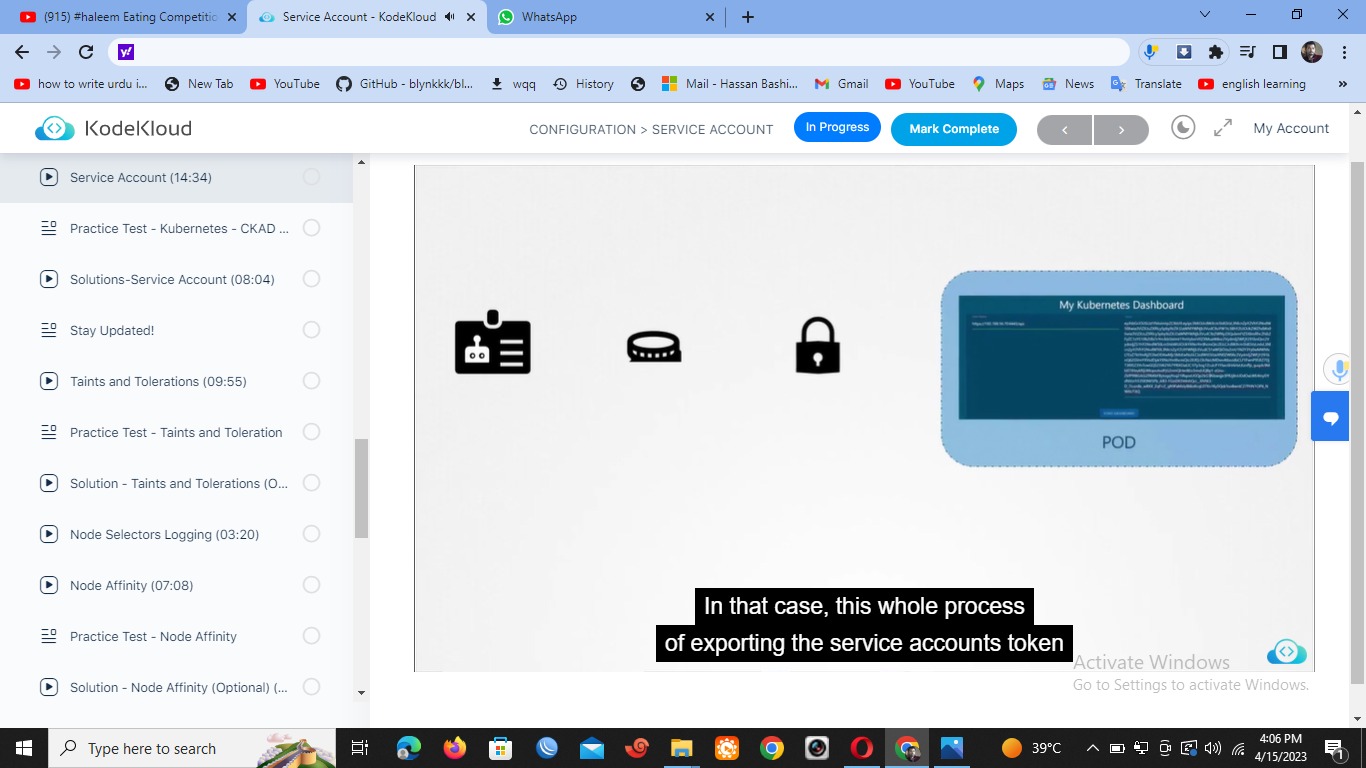 (915) #haleem Eating Competitio
Service Account - KodeKloud
WhatsApp
y!
how to write urdu i...
New Tab
YouTube
GitHub - blynkkk/bl...
wqq
History
Mail - Hassan Bashi...
Gmail
YouTube
Maps
News
Translate
english learning
»
KodeKloud
CONFIGURATION > SERVICE ACCOUNT
In Progress
Mark Complete
My Account
Service Account (14:34)
Practice Test - Kubernetes - CKAD ...
Solutions-Service Account (08:04)
Stay Updated!
Taints and Tolerations (09:55)
Practice Test - Taints and Toleration
Solution - Taints and Tolerations (O...
Node Selectors Logging (03:20)
Node Affinity (07:08)
Practice Test - Node Affinity
Solution - Node Affinity (Optional) (...
My Kubernetes Dashboard
POD
In that case, this whole process
of exporting the service accounts token
Activate Windows
Go to Settings to activate Windows.
Type here to search
39°C
4:06 PM
4/15/2023
1